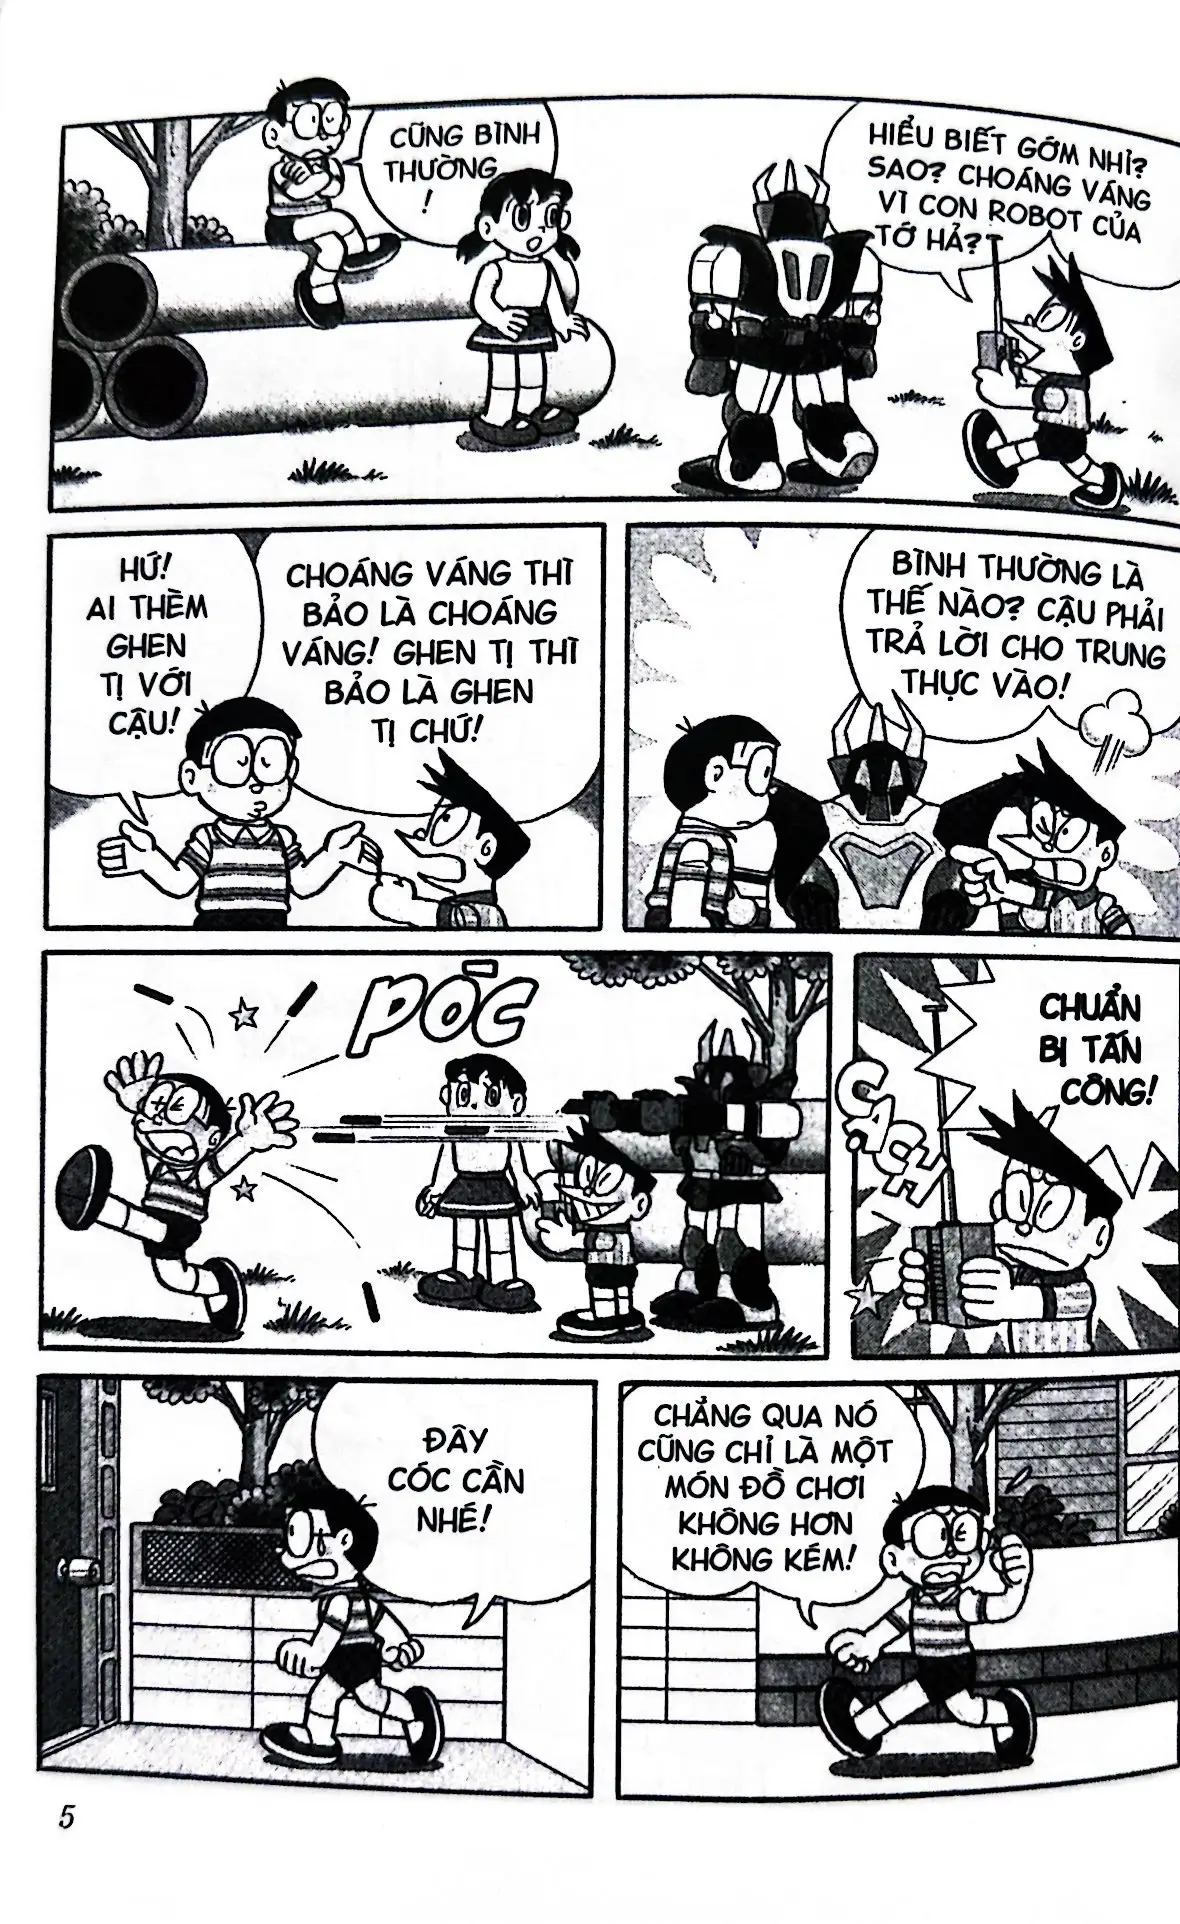 CŨNG BÌNH
THƯỜNG
!
HIỂU BIẾT GỚM NHỈ?
SAO? CHOÁNG VÁNG
VÌ CON ROBOT CỦA
TỚ HẢ?
HỨ!
AI THÈM
GHEN
TỊ VỚI
CẬU!
CHOÁNG VÁNG THÌ
BẢO LÀ CHOÁNG
VÁNG! GHEN TỊ THÌ
BẢO LÀ GHEN
TỊ CHỨ!
BÌNH THƯỜNG LÀ
THẾ NÀO? CẬU PHẢI
TRẢ LỜI CHO TRUNG
THỰC VÀO!
PÓC
CHUẨN
BỊ TẤN
CÔNG!
CẠCH
ĐÂY
CÓC CẦN
NHÉ!
CHẲNG QUA NÓ
CŨNG CHỈ LÀ MỘT
MÓN ĐỒ CHƠI
KHÔNG HƠN
KHÔNG KÉM!
5